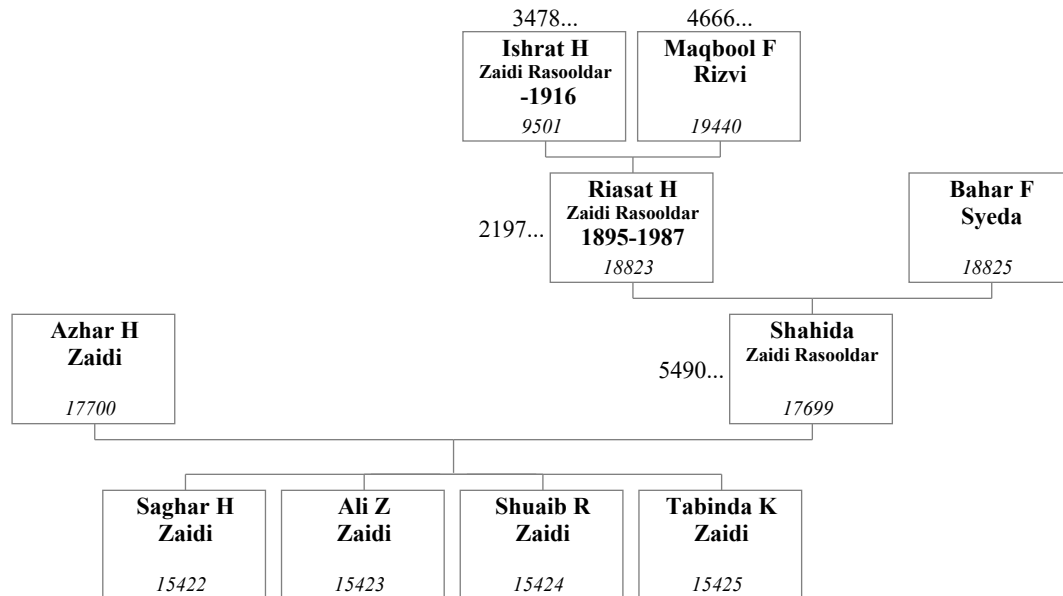 3478...
4666...
Ishrat H
Zaidi Rasooldar
-1916
9501
Maqbool F
Rizvi
19440
2197...
Riasat H
Zaidi Rasooldar
1895-1987
18823
Bahar F
Syeda
18825
Azhar H
Zaidi
17700
5490...
Shahida
Zaidi Rasooldar
17699
Saghar H
Zaidi
15422
Ali Z
Zaidi
15423
Shuaib R
Zaidi
15424
Tabinda K
Zaidi
15425